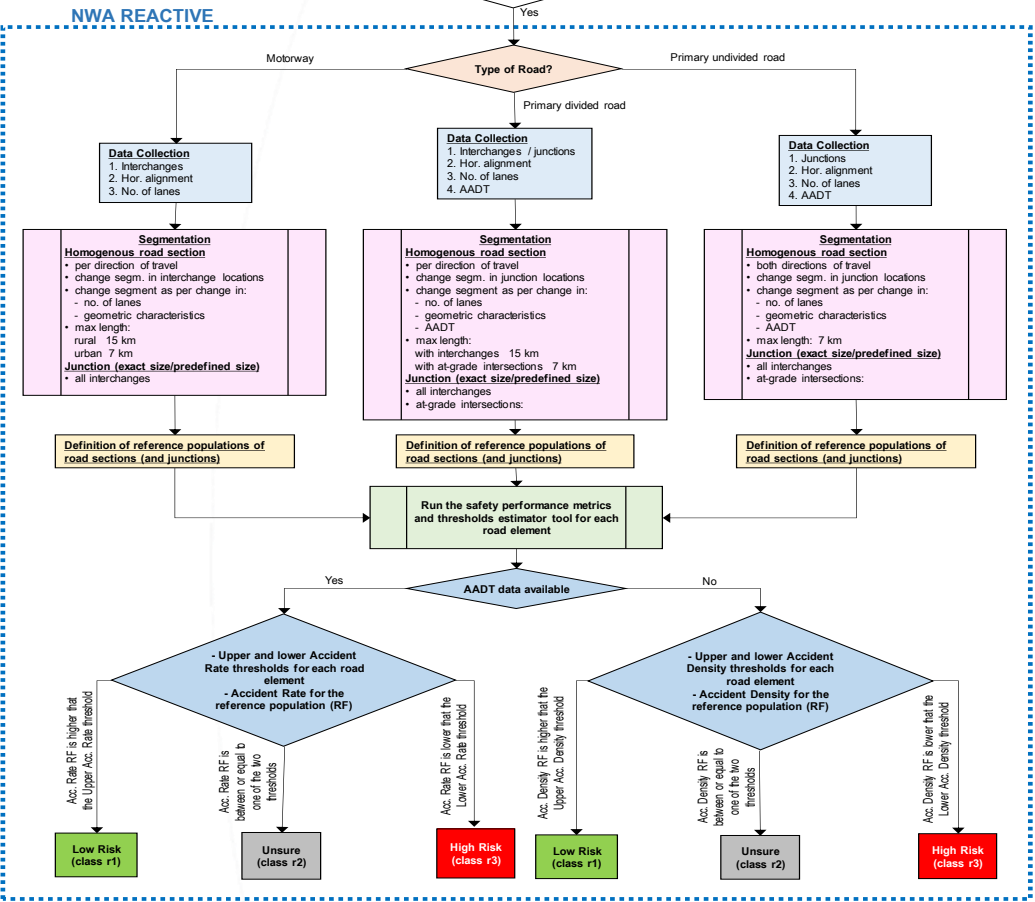 NWA REACTIVE
Yes
Type of Road?
Motorway
Primary divided road
Primary undivided road
Data Collection
1. Interchanges
2. Hor. alignment
3. No. of lanes
Data Collection
1. Interchanges / junctions
2. Hor. alignment
3. No. of lanes
4. AADT
Data Collection
1. Junctions
2. Hor. alignment
3. No. of lanes
4. AADT
Segmentation
Homogenous road section
• per direction of travel
• change segm. in interchange locations
• change segment as per change in:
- no. of lanes
- geometric characteristics
• max length:
rural 15 km
urban 7 km
Junction (exact size/predefined size)
• all interchanges
Segmentation
Homogenous road section
• per direction of travel
• change segm. in junction locations
• change segment as per change in:
- no. of lanes
- geometric characteristics
- AADT
• max length:
with interchanges 15 km
with at-grade intersections 7 km
Junction (exact size/predefined size)
• all interchanges
• at-grade intersections:
Segmentation
Homogenous road section
• both directions of travel
• change segm. in junction locations
• change segment as per change in:
- no. of lanes
- geometric characteristics
- AADT
• max length: 7 km
Junction (exact size/predefined size)
• all interchanges
• at-grade intersections:
Definition of reference populations of
road sections (and junctions)
Definition of reference populations of
road sections (and junctions)
Definition of reference populations of
road sections (and junctions)
Run the safety performance metrics
and thresholds estimator tool for each
road element
AADT data available
Yes
No
- Upper and lower Accident
Rate thresholds for each road
element
- Accident Rate for the
reference population (RF)
- Upper and lower Accident
Density thresholds for each
road element
- Accident Density for the
reference population (RF)
Acc. Rate RF is higher that
the Upper Acc. Rate threshold
Acc. Rate RF is
between or equal to
one of the two
thresholds
Acc. Rate RF is lower that the
Lower Acc. Rate threshold
Acc. Density RF is higher that the
Upper Acc. Density threshold
Acc. Density RF is
between or equal to
one of the two
thresholds
Acc. Density RF is lower that the
Lower Acc. Density threshold
Low Risk
(class r1)
Unsure
(class r2)
High Risk
(class r3)
Low Risk
(class r1)
Unsure
(class r2)
High Risk
(class r3)